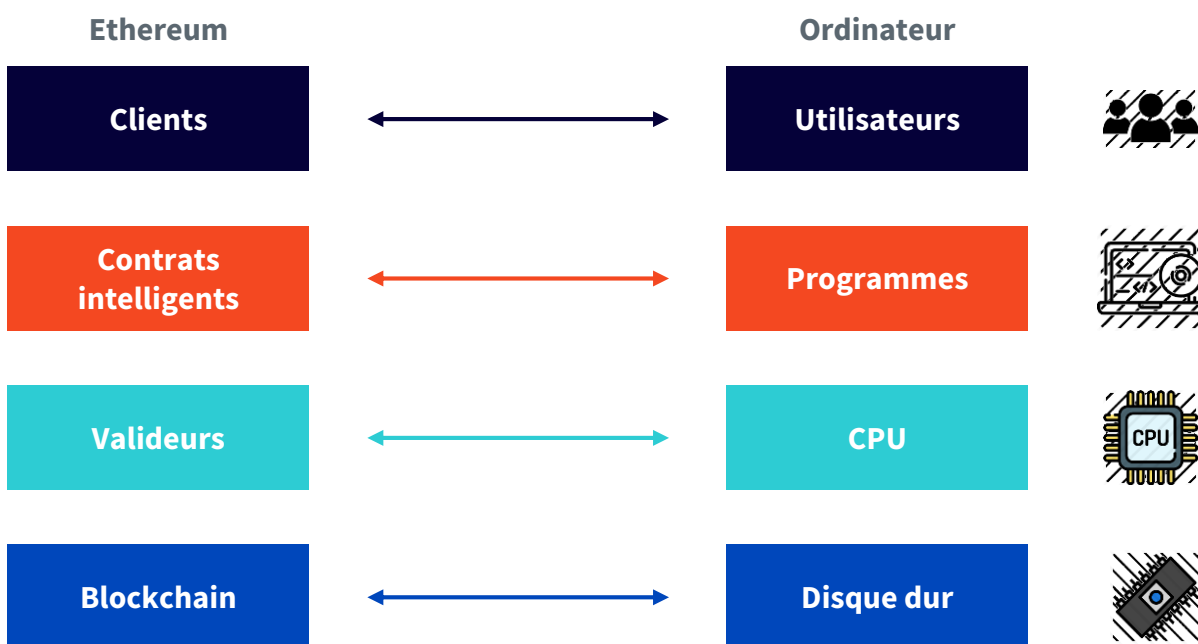 Ethereum
Ordinateur
Clients
Utilisateurs
Contrats
intelligents
Programmes
Valideurs
CPU
CPU
Blockchain
Disque dur